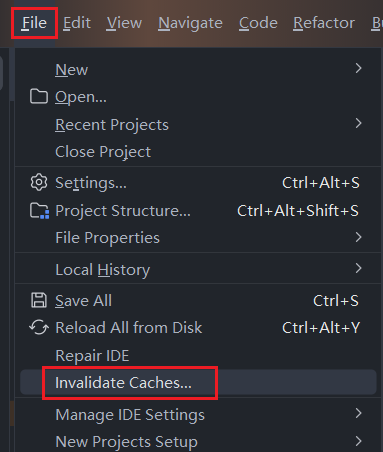 File Edit View Navigate Code Refactor
New
Open...
Recent Projects
Close Project
Settings... Ctrl+Alt+S
Project Structure... Ctrl+Alt+Shift+S
File Properties
Local History
Save All Ctrl+S
Reload All from Disk Ctrl+Alt+Y
Repair IDE
Invalidate Caches...
Manage IDE Settings
New Projects Setup